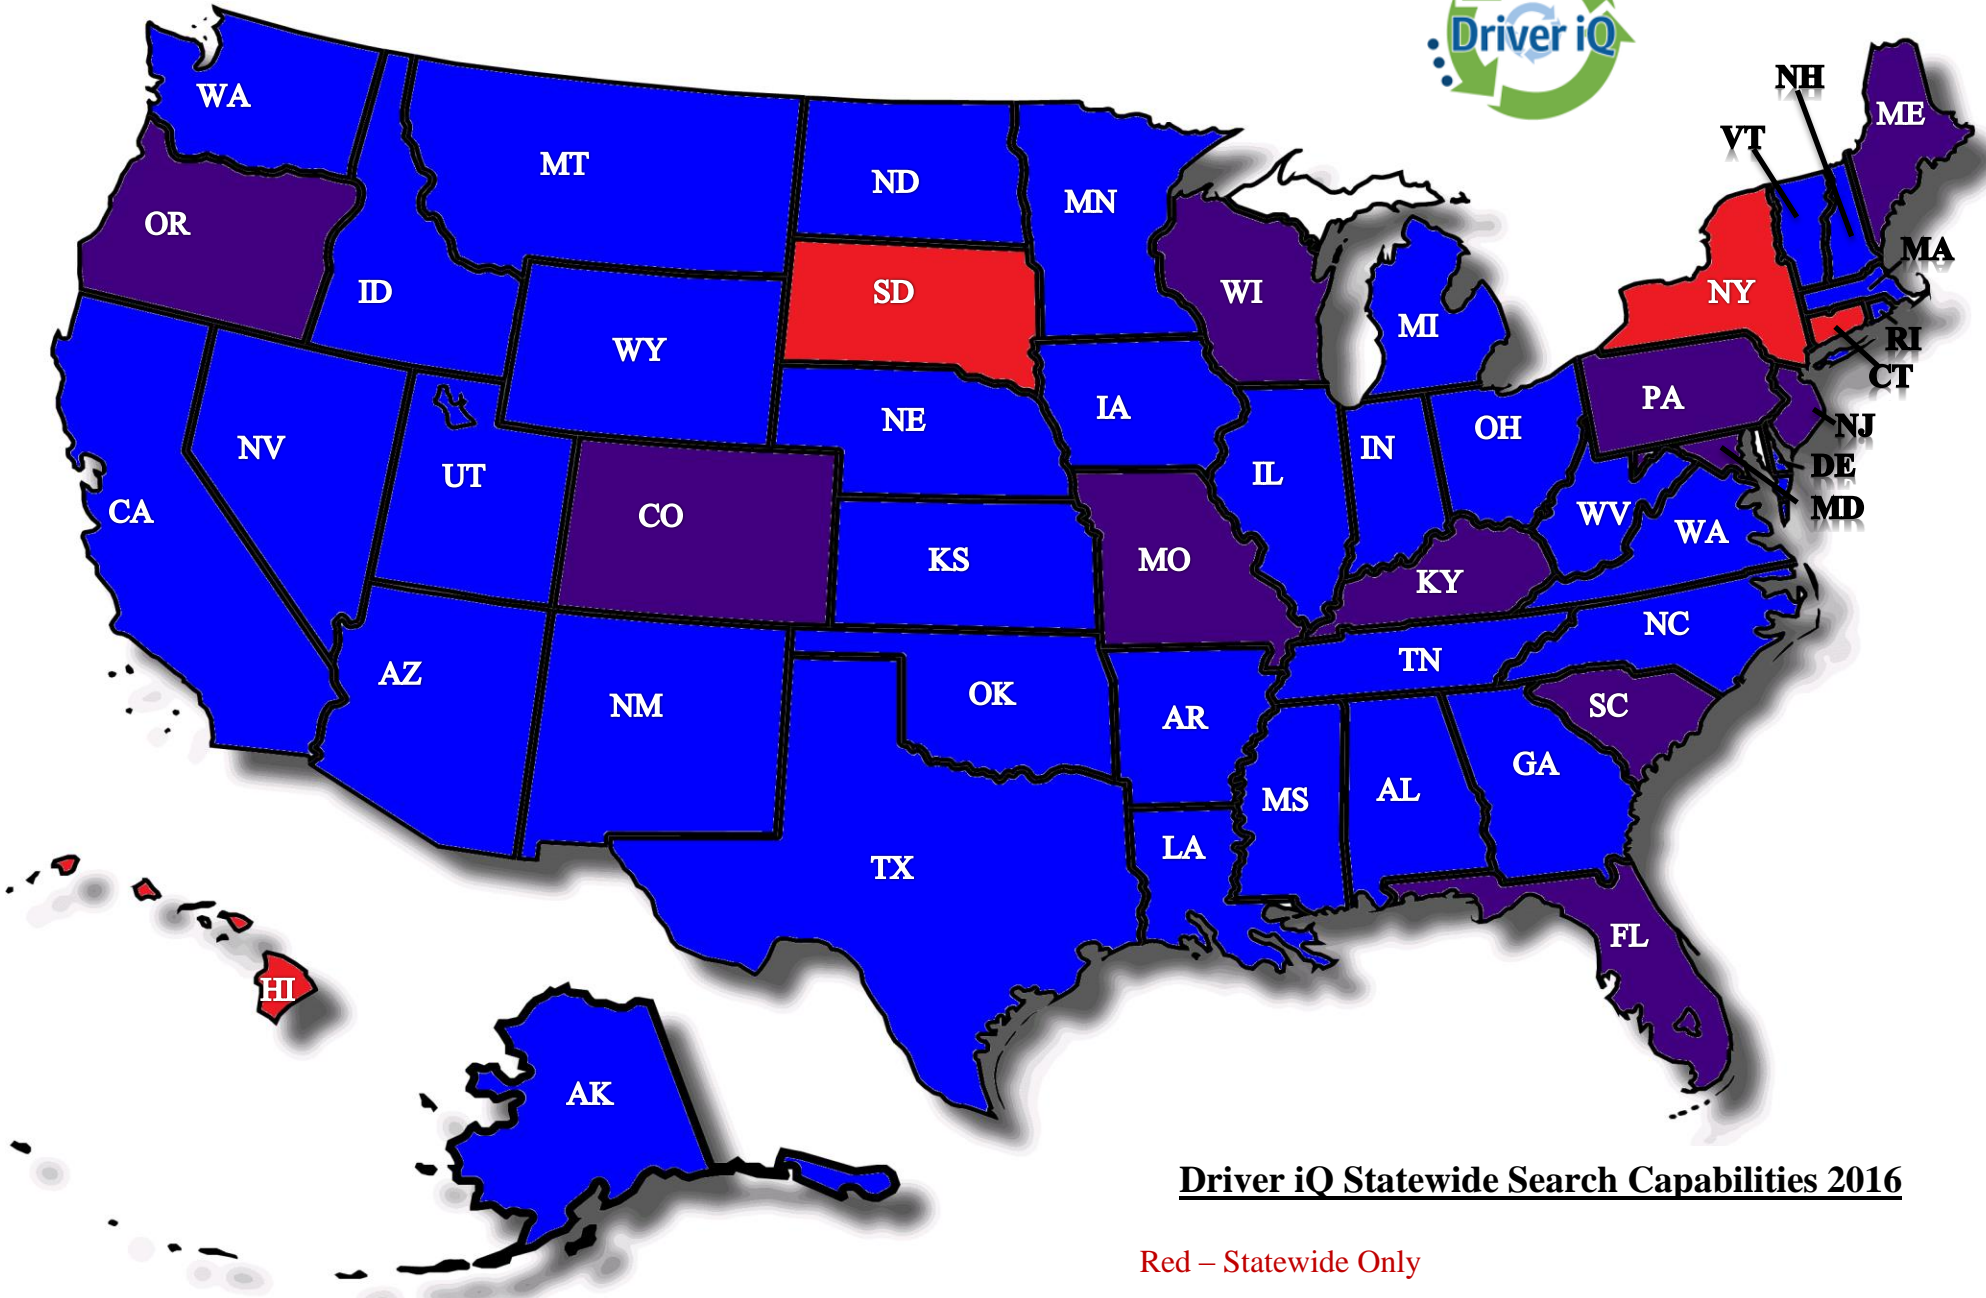 Driver iQ
NH
ME
WA
VT
MT
ND
MN
OR
MA
ID
SD
WI
NY
MI
RI
WY
CT
IA
PA
NE
OH
NJ
NV
IN
DE
UT
IL
MD
CA
CO
WV
WA
KS
MO
KY
NC
TN
AZ
OK
SC
NM
AR
GA
MS
AL
LA
TX
FL
HI
AK
Driver iQ Statewide Search Capabilities 2016
Red – Statewide Only